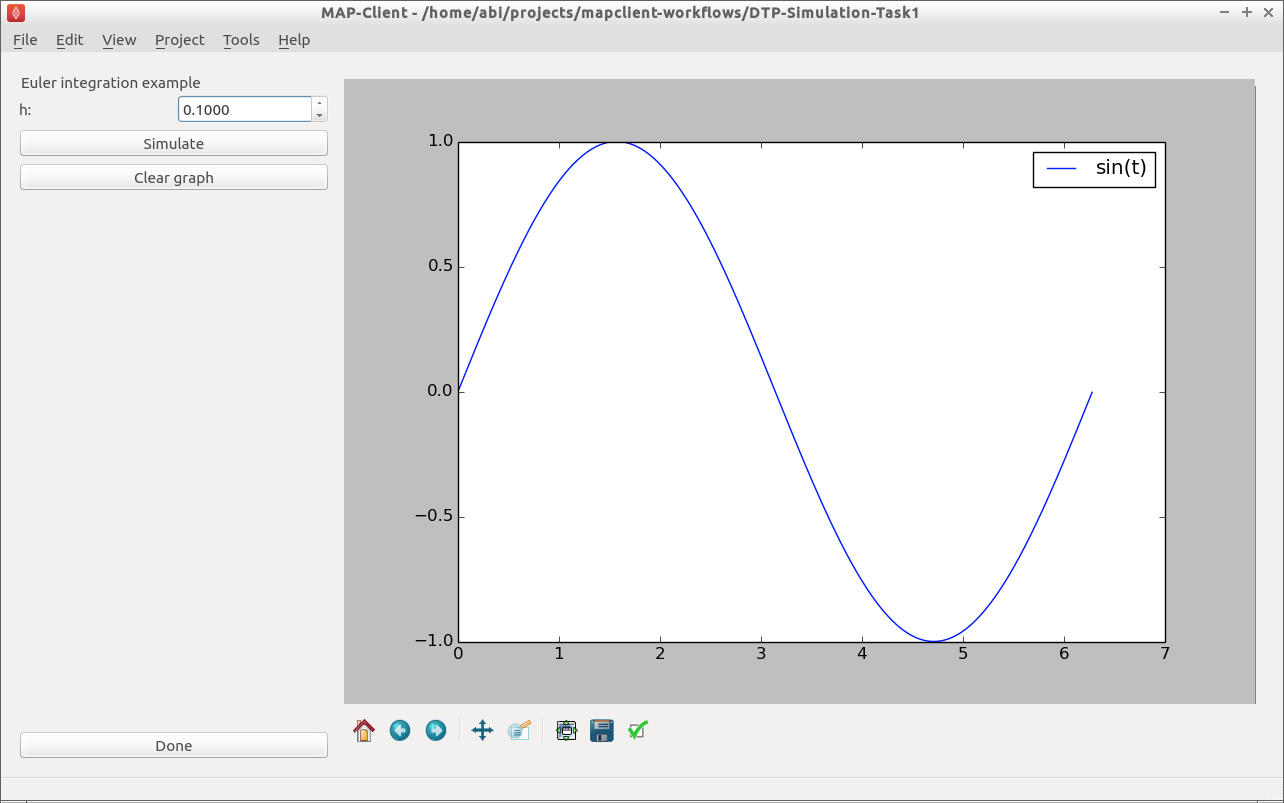 MAP-Client - /home/abi/projects/mapclient-workflows/DTP-Simulation-Task1
File Edit View Project Tools Help
Euler integration example
h: 0.1000
Simulate
Clear graph
1.0
0.5
0.0
−0.5
−1.0
0 1 2 3 4 5 6 7
sin(t)
Done